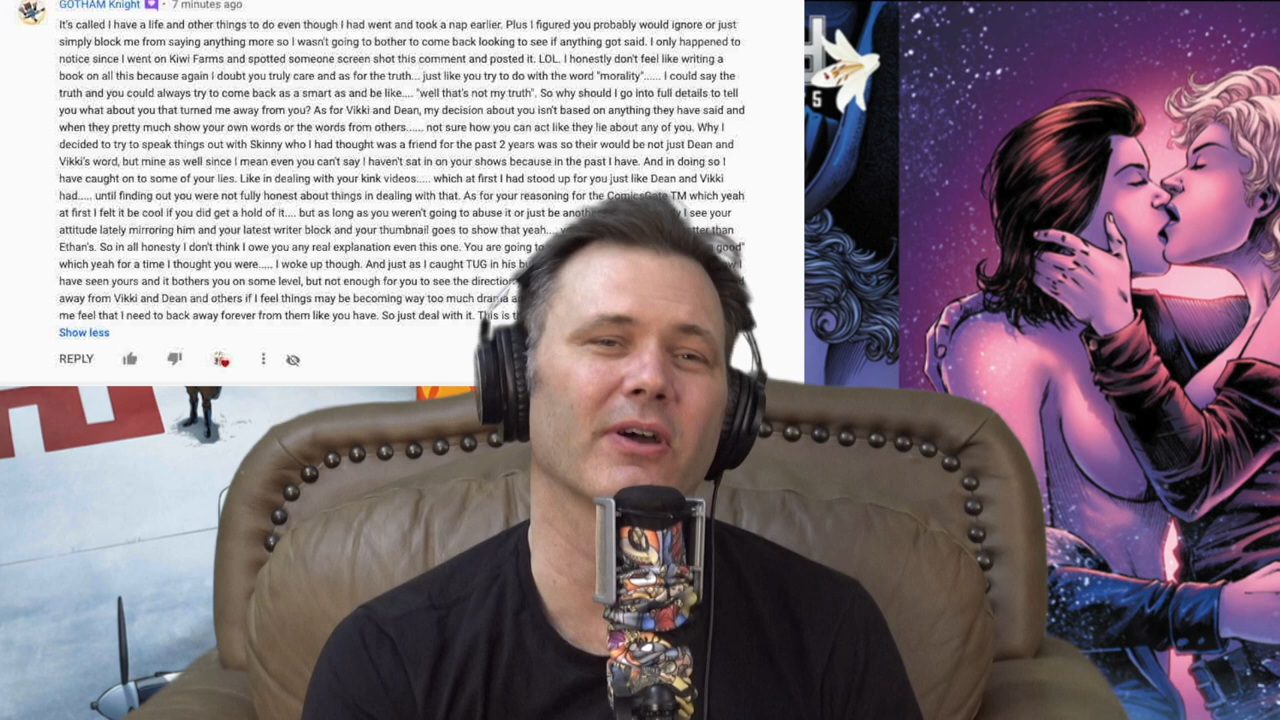 GOTHAM Knight • 7 minutes ago
It's called I have a life and other things to do even though I had went and took a nap earlier. Plus I figured you probably would ignore or just
simply block me from saying anything more so I wasn't going to bother to come back looking to see if anything got said. I only happened to
notice since I went on Kiwi Farms and spotted someone screen shot this comment and posted it. LOL. I honestly don't feel like writing a
book on all this because again I doubt you truly care and as for the truth... just like you try to do with the word "morality"...... I could say the
truth and you could always try to come back as a smart as and be like.... "well that's not my truth". So why should I go into full details to tell
you what about you that turned me away from you? As for Vikki and Dean, my decision about you isn't based on anything they have said and
when they pretty much show your own words or the words from others...... not sure how you can act like they lie about any of you. Why I
decided to try to speak things out with Skinny who I had thought was a friend for the past 2 years was so their would be not just Dean and
Vikki's word, but mine as well since I mean even you can't say I haven't sat in on your shows because in the past I have. And in doing so I
have caught on to some of your lies. Like in dealing with your kink videos..... which at first I had stood up for you just like Dean and Vikki
had..... until finding out you were not fully honest about things in dealing with that. As for your reasoning for the ComicsGate TM which yeah
at first I felt it be cool if you did get a hold of it.... but as long as you weren't going to abuse it or just be I see your
attitude lately mirroring him and your latest writer block and your thumbnail goes to show that yeah.... than
Ethan's. So in all honesty I don't think I owe you any real explanation even this one. You are going to good"
which yeah for a time I thought you were..... I woke up though. And just as I caught TUG in his
have seen yours and it bothers you on some level, but not enough for you to see the
away from Vikki and Dean and others if I feel things may be becoming way too much drama
me feel that I need to back away forever from them like you have. So just deal with it. This is
Show less
REPLY